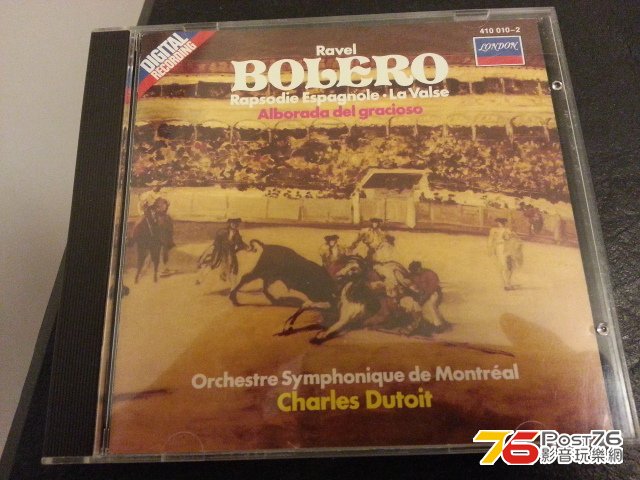 DIGITAL
RECORDING
410 010-2
LONDON
Ravel
BOLERO
Rapsodie Espagnole · La Valse
Alborada del gracioso
Orchestre Symphonique de Montréal
Charles Dutoit
76 Post76
影音玩樂網